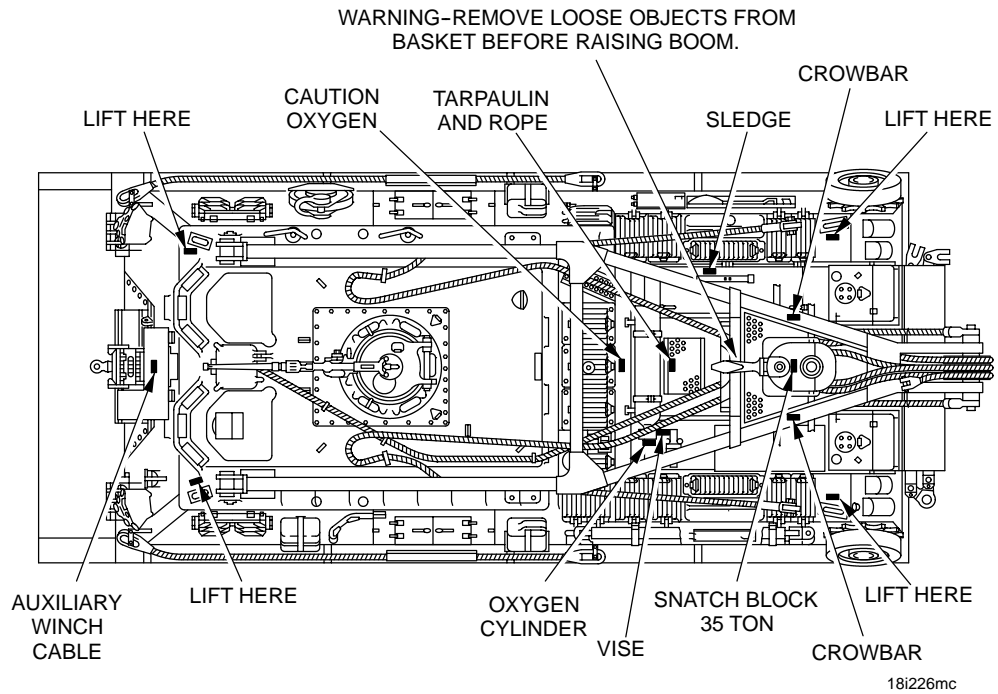 WARNING-REMOVE LOOSE OBJECTS FROM
BASKET BEFORE RAISING BOOM.
CROWBAR
CAUTION
OXYGEN
TARPAULIN
AND ROPE
LIFT HERE
SLEDGE
LIFT HERE
AUXILIARY
WINCH
CABLE
LIFT HERE
OXYGEN
CYLINDER
VISE
SNATCH BLOCK
35 TON
LIFT HERE
CROWBAR
18i226mc